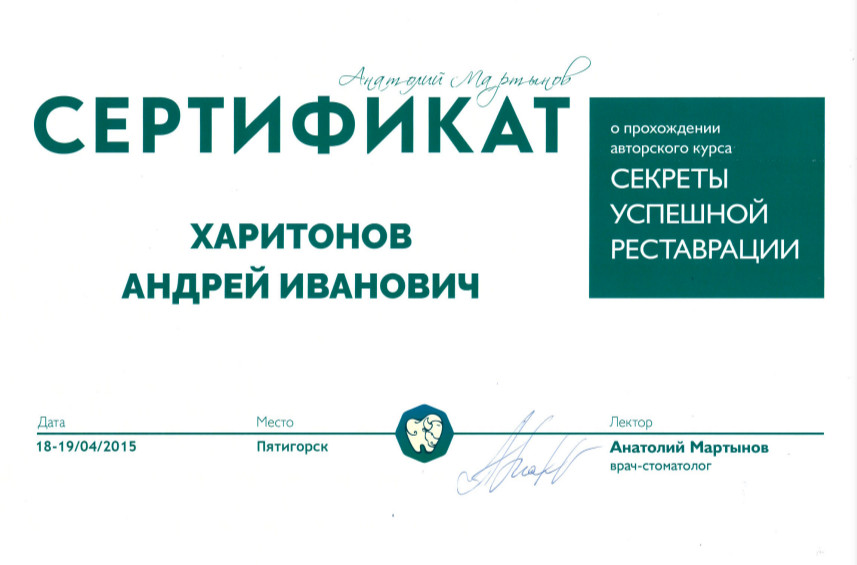 Анатолий Мартынов
СЕРТИФИКАТ
о прохождении
авторского курса
СЕКРЕТЫ
УСПЕШНОЙ
РЕСТАВРАЦИИ
ХАРИТОНОВ
АНДРЕЙ ИВАНОВИЧ
Дата
18-19/04/2015
Место
Пятигорск
Лектор
Анатолий Мартынов
врач-стоматолог